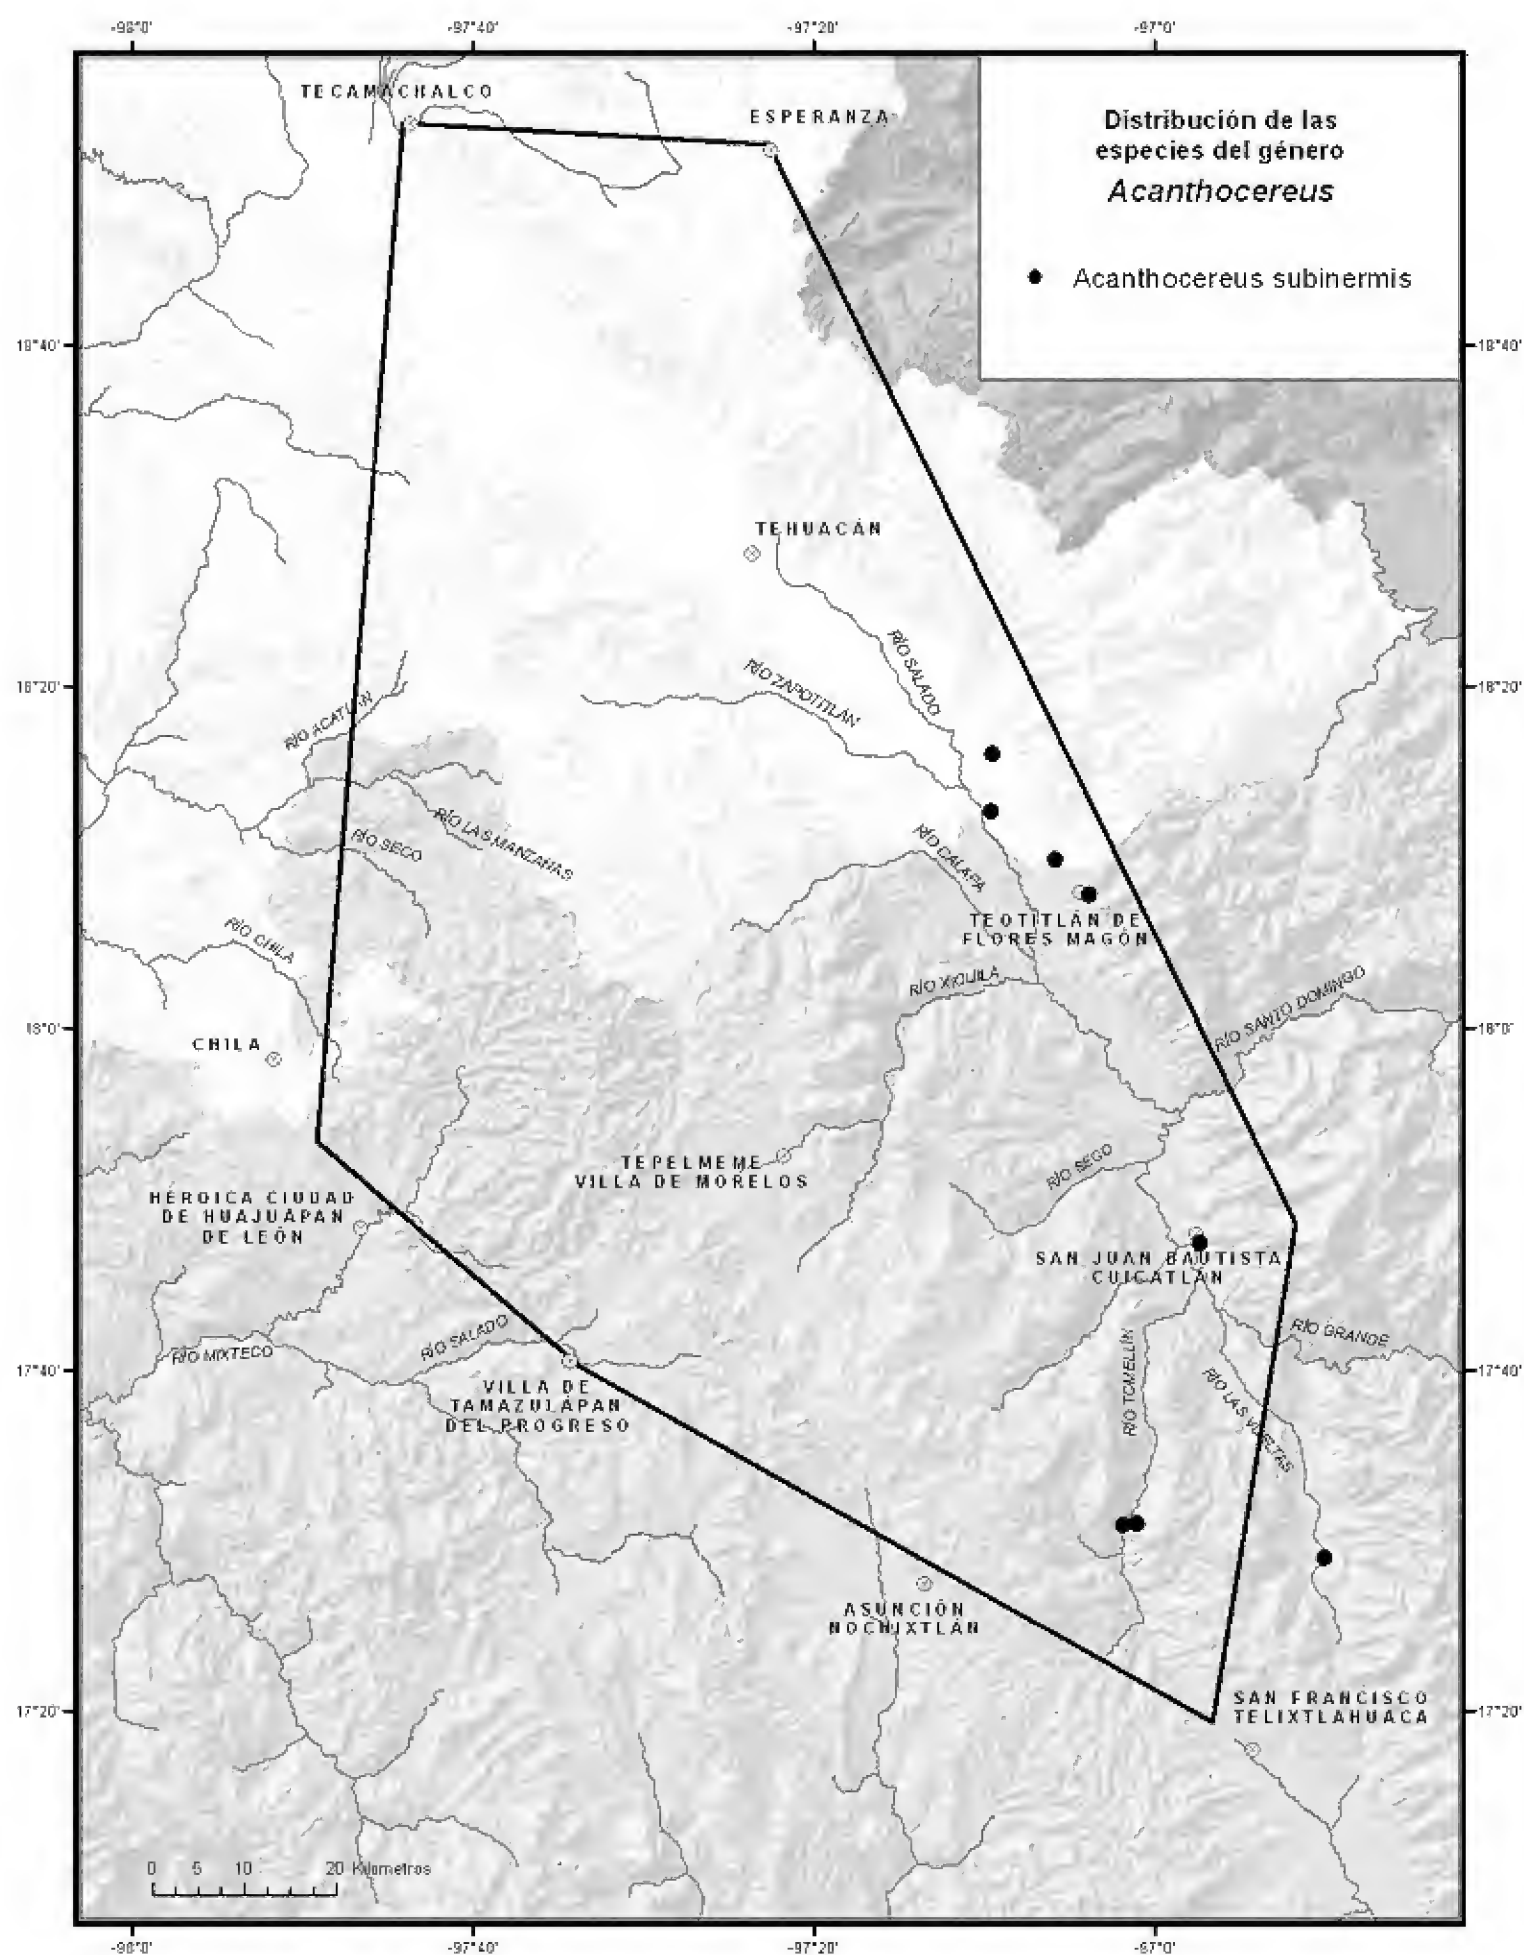 -98°0'
-97°40'
-97°20'
-97°0'
TECAMACHALCO
ESPERANZA
Distribución de las
especies del género
Acanthocereus
Acanthocereus subinermis
18°40'
18°40'
TEHUACÁN
RÍO SALADO
RÍO ZAPOTITLÁN
18°20'
18°20'
RÍO ACATLÁN
RÍO LAS MANZANAS
RÍO SECO
RÍO CALAPA
TEOTITLÁN DE
FLORES MAGÓN
RÍO CHILA
RÍO XIQUILA
RÍO SANTO DOMINGO
18°0'
18°0'
CHILA
TEPELMEME
VILLA DE MORELOS
RÍO SECO
HEROICA CIUDAD
DE HUAJUÁPAN
DE LEÓN
SAN JUAN BAUTISTA
CUICATLÁN
RÍO MIXTECO
RÍO SALADO
RÍO GRANDE
RÍO TOMELLÍN
RÍO LAS VUELTAS
17°40'
17°40'
VILLA DE
TAMAZULÁPAN
DEL PROGRESO
ASUNCIÓN
NOCHIXTLÁN
SAN FRANCISCO
TELIXTLAHUACA
17°20'
17°20'
0 5 10 20 Kilometros
-98°0'
-97°40'
-97°20'
-97°0'